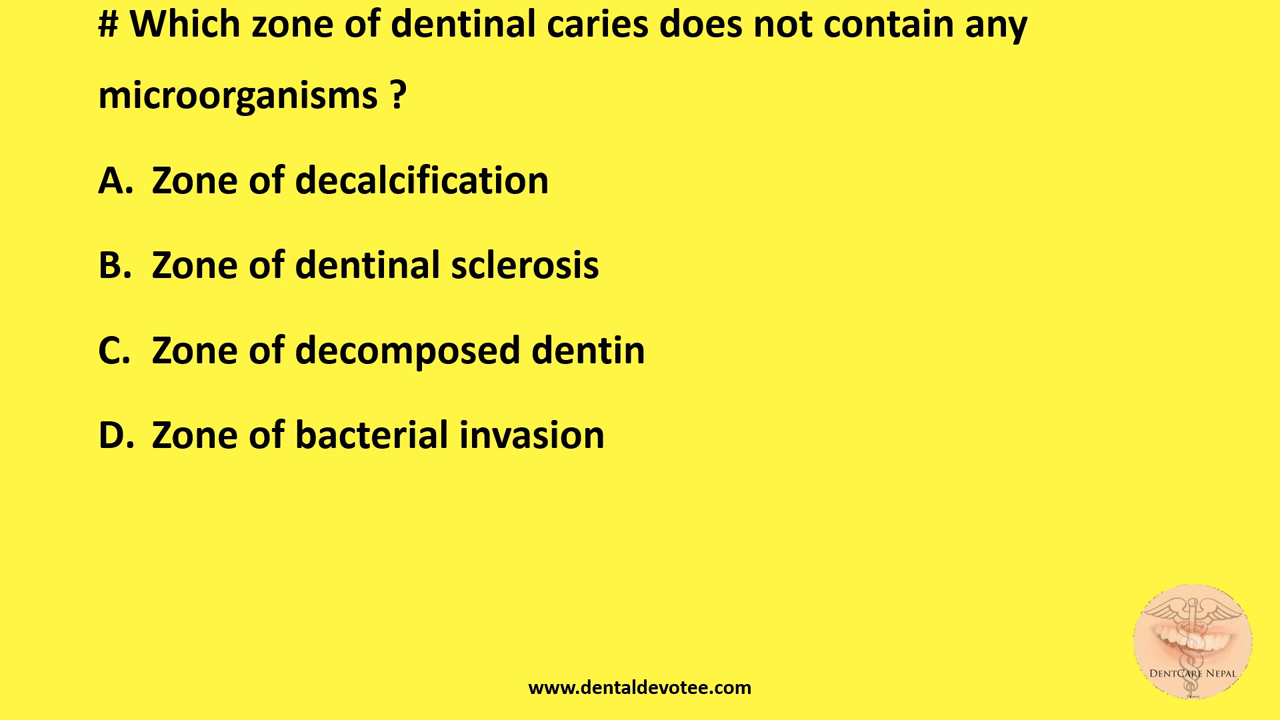 # Which zone of dentinal caries does not contain any
microorganisms ?
A. Zone of decalcification
B. Zone of dentinal sclerosis
C. Zone of decomposed dentin
D. Zone of bacterial invasion
DENTCARE NEPAL
www.dentaldevotee.com